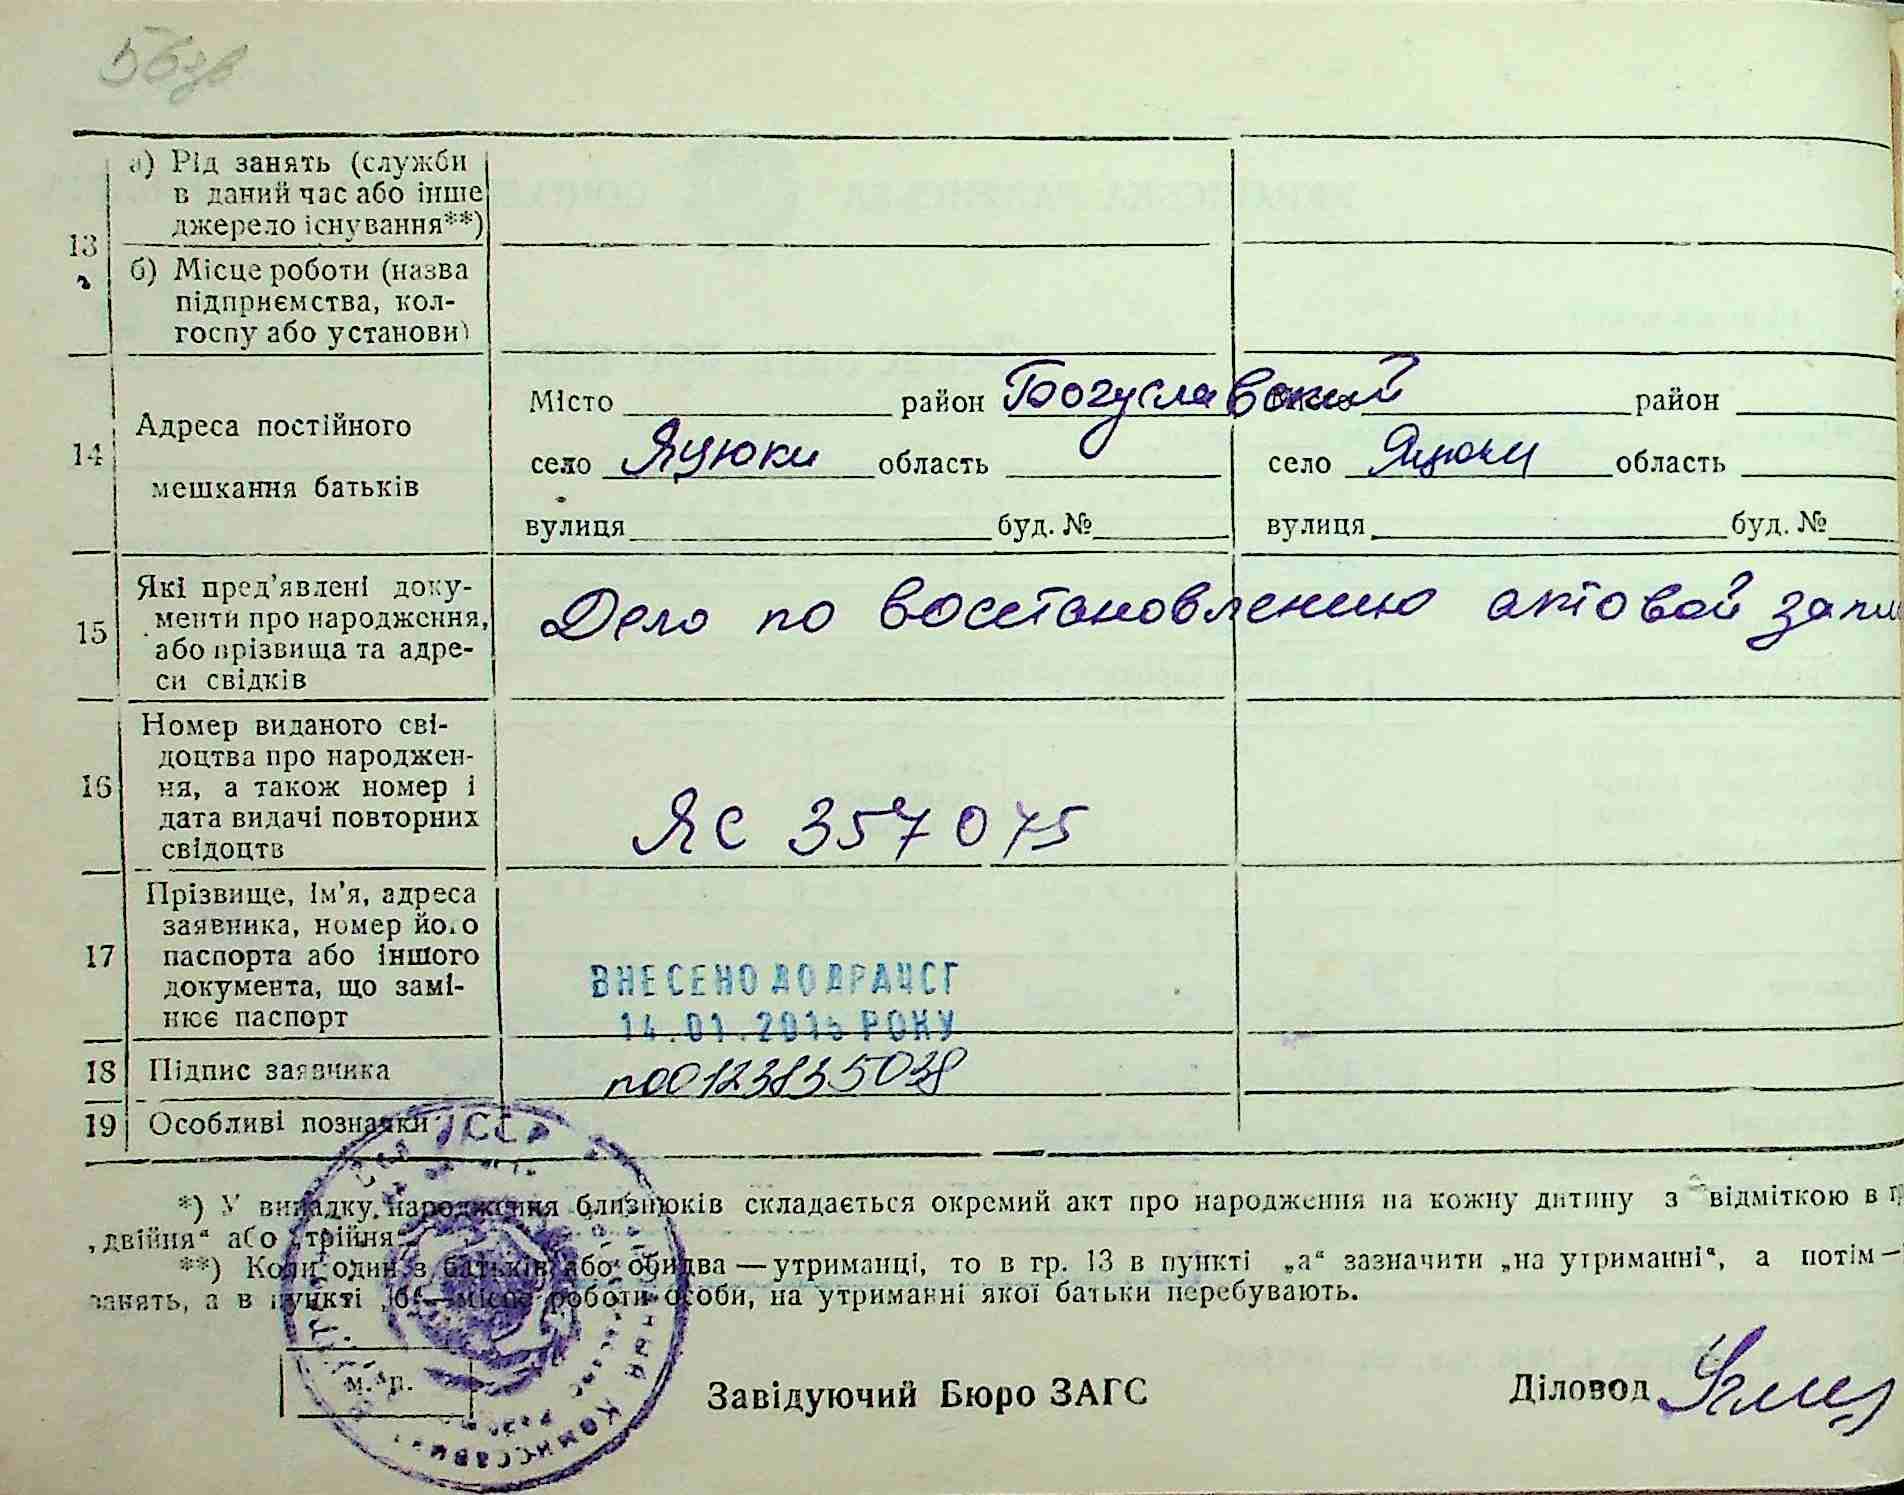 56зв
а) Рід занять (служби
в даний час або інше
джерело існування**)
13
б) Місце роботи (назва
підприємства, кол-
госпу або установи)
14
Адреса постійного
мешкання батьків
Місто район Богуславский район
село Яцюки область село Яцюки область
вулиця буд. № вулиця буд. №
15
Які пред'явлені доку-
менти про народження,
або прізвища та адре-
си свідків
Дело по восстановлению актовой запи
16
Номер виданого сві-
доцтва про народжен-
ня, а також номер і
дата видачі повторних
свідоцтв
ЯС 357075
17
Прізвище, ім'я, адреса
заявника, номер його
паспорта або іншого
документа, що замі-
нює паспорт
ВНЕСЕНО ДО ДРАЦСГ
14.01.2015 РОКУ
18 Підпис заявника
п00123835038
19 Особливі позначки
*) У випадку народження близнюків складається окремий акт про народження на кожну дитину з відміткою в г
„двійня“ або „трійня“.
**) Коли один з батьків або обидва — утриманці, то в гр. 13 в пункті „а“ зазначити „на утриманні“, а потім —
занять, а в пункті „б“ — місце роботи особи, на утриманні якої батьки перебувають.
м. п.
Завідуючий Бюро ЗАГС
Діловод